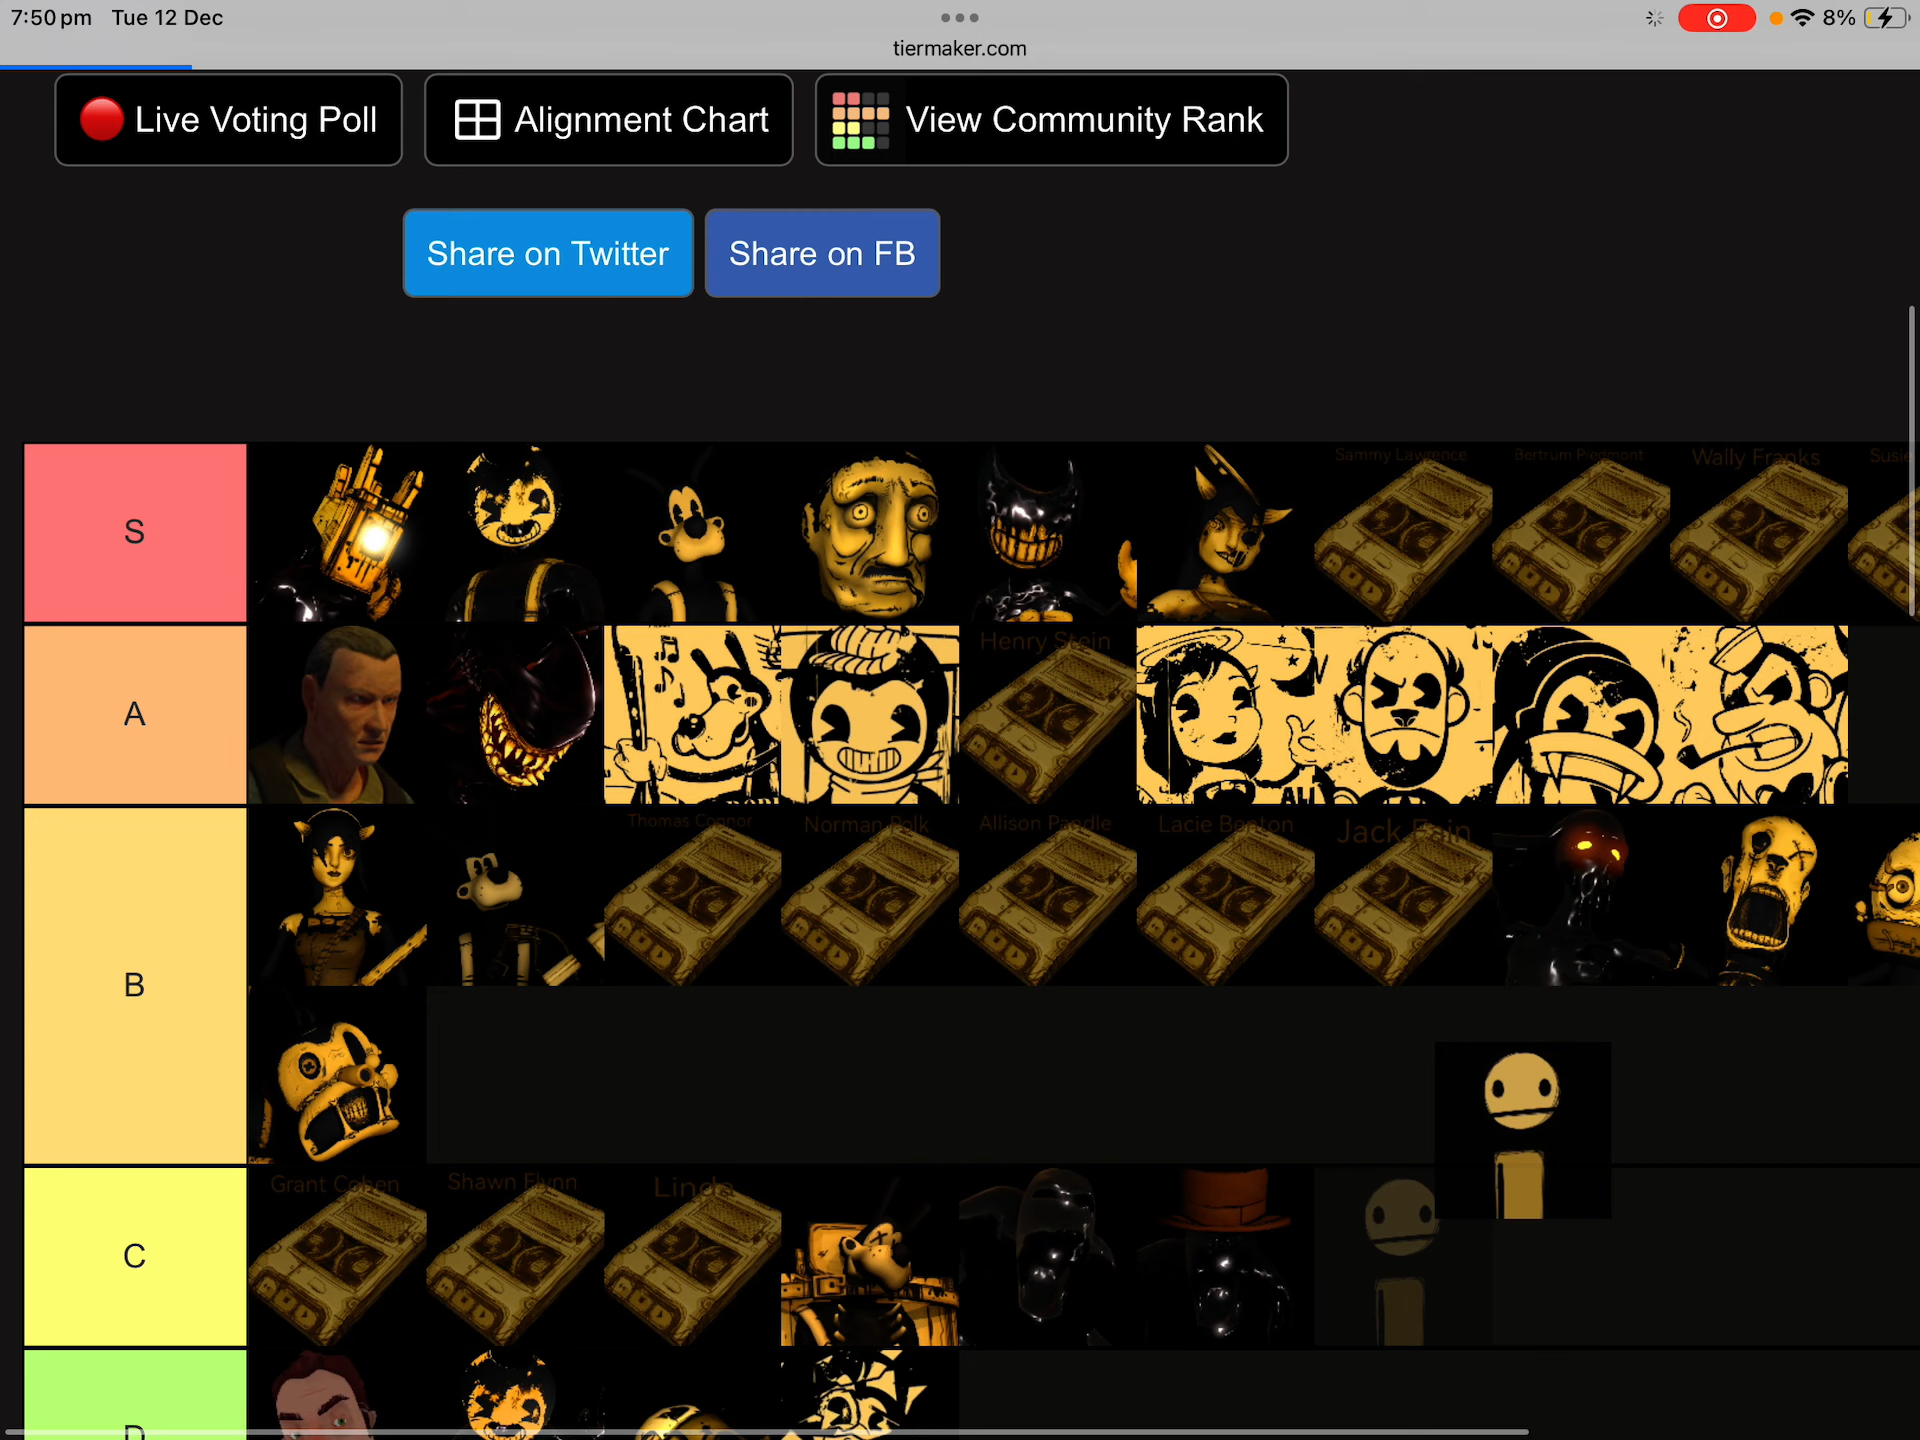 7:50 pm Tue 12 Dec
8%
tiermaker.com
Live Voting Poll
Alignment Chart
View Community Rank
Share on Twitter
Share on FB
S
Sammy Lawrence
Bertrum Piedmont
Wally Franks
Susie
A
Henry Stein
B
Thomas Connor
Norman Polk
Allison Pendle
Lacie Benton
Jack Fain
C
Grant Cohen
Shawn Flynn
Linda
D